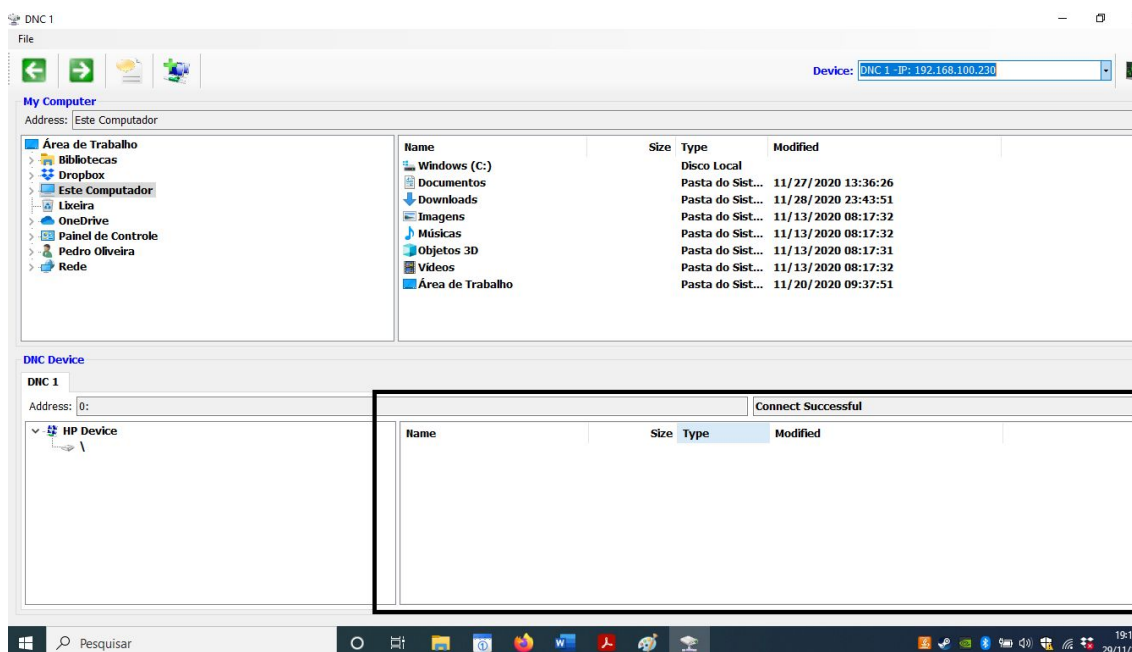 DNC 1
File
Device: DNC 1 -IP: 192.168.100.230
My Computer
Address: Este Computador
Área de Trabalho
Bibliotecas
Dropbox
Este Computador
Lixeira
OneDrive
Painel de Controle
Pedro Oliveira
Rede
Name Size Type Modified
Windows (C:) Disco Local
Documentos Pasta do Sist... 11/27/2020 13:36:26
Downloads Pasta do Sist... 11/28/2020 23:43:51
Imagens Pasta do Sist... 11/13/2020 08:17:32
Músicas Pasta do Sist... 11/13/2020 08:17:32
Objetos 3D Pasta do Sist... 11/13/2020 08:17:31
Vídeos Pasta do Sist... 11/13/2020 08:17:32
Área de Trabalho Pasta do Sist... 11/20/2020 09:37:51
DNC Device
DNC 1
Address: 0:
Connect Successful
HP Device
\
Name Size Type Modified
Pesquisar
19:1
29/11/